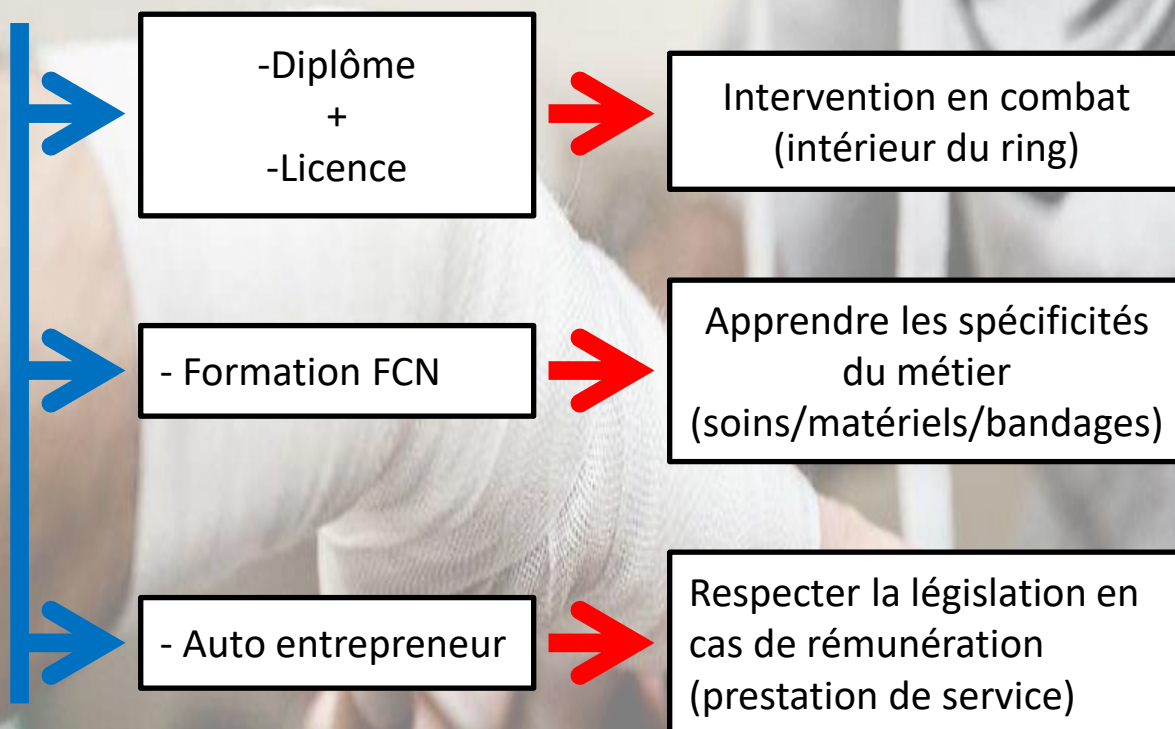 -Diplôme
+
-Licence
Intervention en combat
(intérieur du ring)
- Formation FCN
Apprendre les spécificités
du métier
(soins/matériels/bandages)
- Auto entrepreneur
Respecter la législation en
cas de rémunération
(prestation de service)